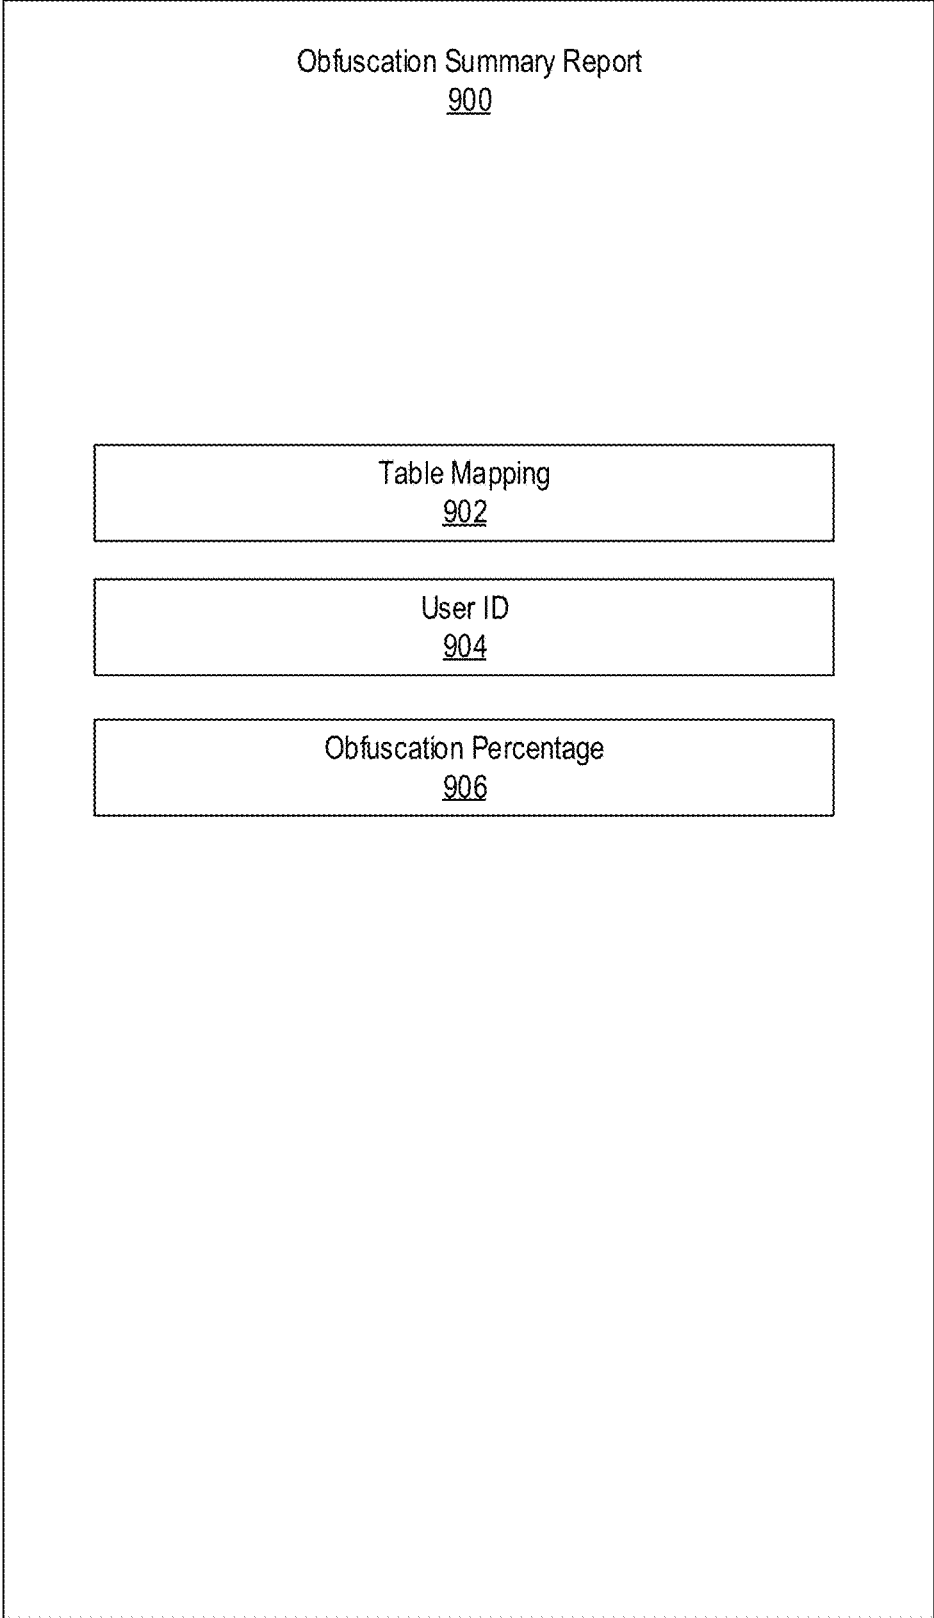 Obfuscation Summary Report
900
Table Mapping
902
User ID
904
Obfuscation Percentage
906